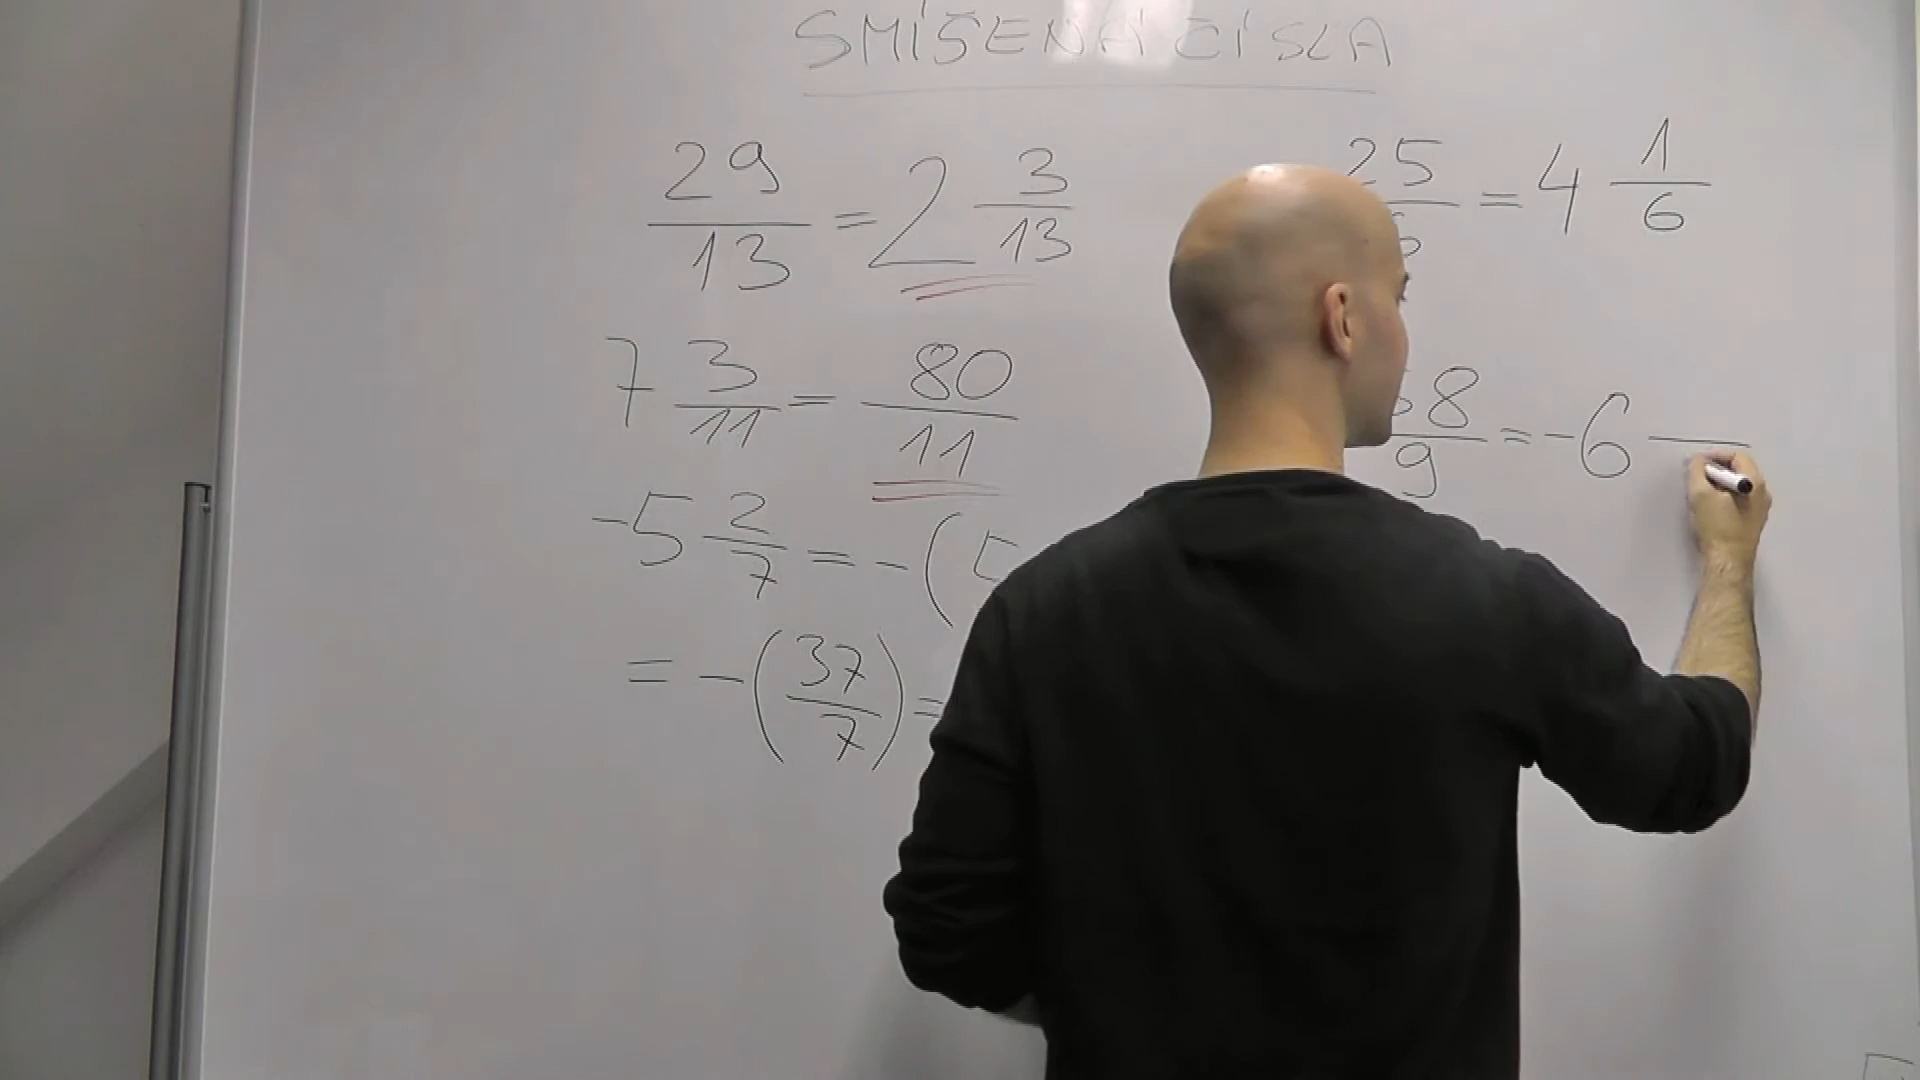 SMÍŠENÁ ČÍSLA
29/13 = 2 3/13
7 3/11 = 80/11
-5 2/7 = -(5
= -(37/7) =
25/6 = 4 1/6
8/9 = -6